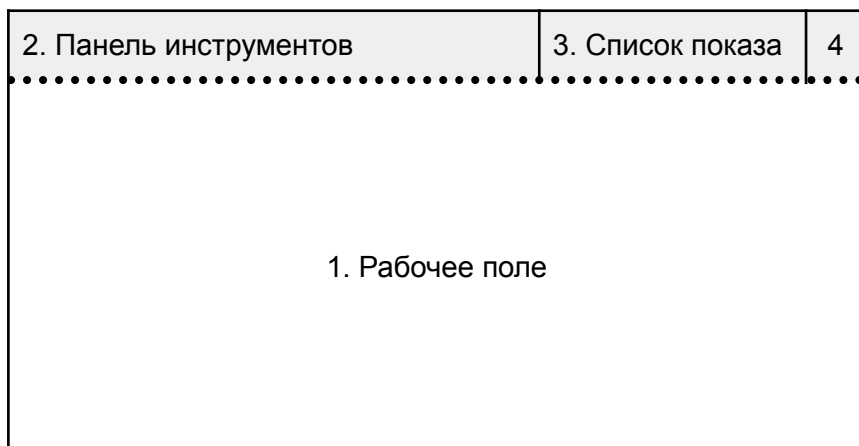 2. Панель инструментов
3. Список показа
4
1. Рабочее поле